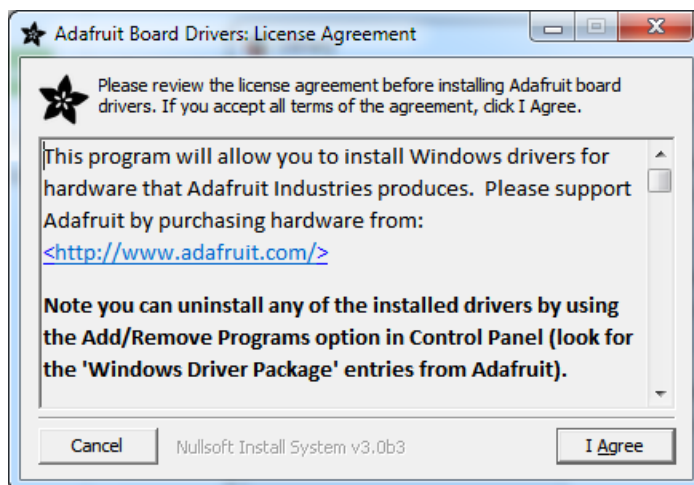 Adafruit Board Drivers: License Agreement
Please review the license agreement before installing Adafruit board
drivers. If you accept all terms of the agreement, click I Agree.
This program will allow you to install Windows drivers for
hardware that Adafruit Industries produces.  Please support
Adafruit by purchasing hardware from:
<http://www.adafruit.com/>
Note you can uninstall any of the installed drivers by using
the Add/Remove Programs option in Control Panel (look for
the 'Windows Driver Package' entries from Adafruit).
Cancel
Nullsoft Install System v3.0b3
I Agree